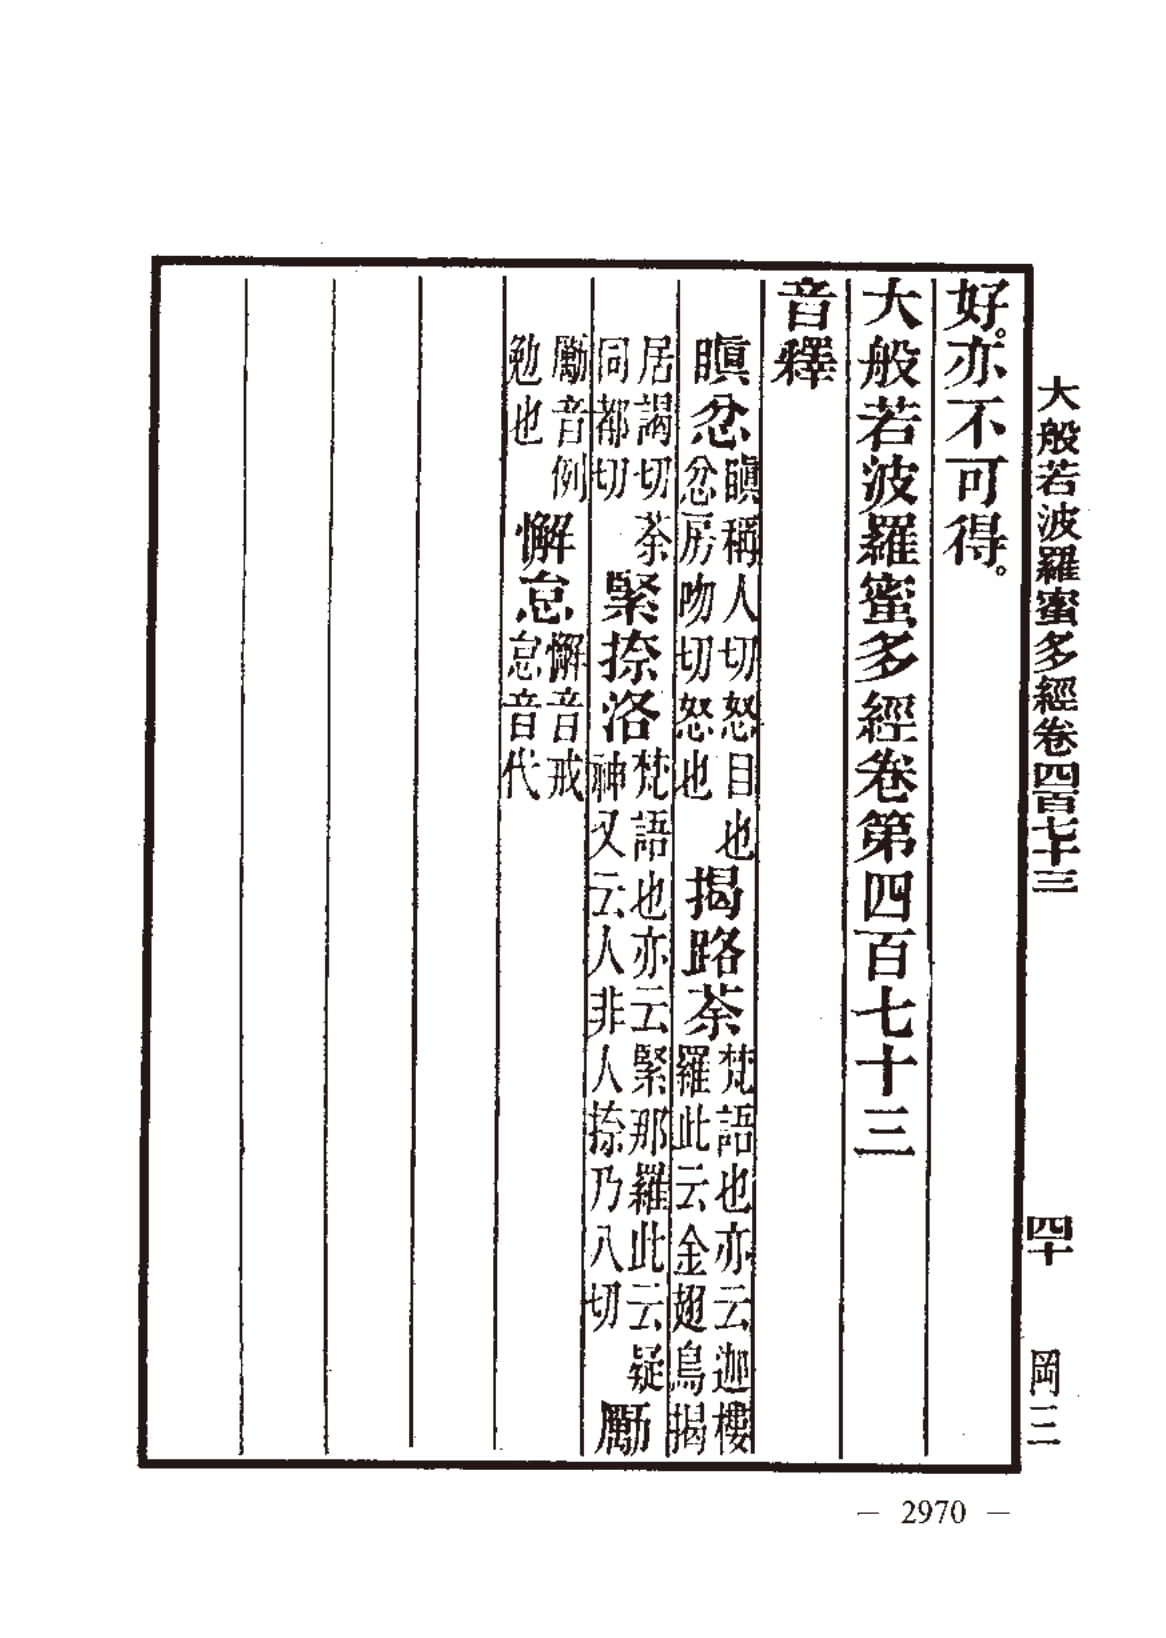 大般若波羅蜜多經卷四百七十三　四十　岡三
好。亦不可得。
大般若波羅蜜多經卷第四百七十三
音釋
瞋忿
瞋稱人切怒目也
忿房吻切怒也
揭路荼
梵語也亦云迦樓
羅此云金翅鳥揭
居謁切荼
同都切
緊捺洛
梵語也亦云緊那羅此云疑
神又云人非人捺乃八切
勵
勵音例
勉也
懈怠
懈音戒
怠音代
— 2970 —